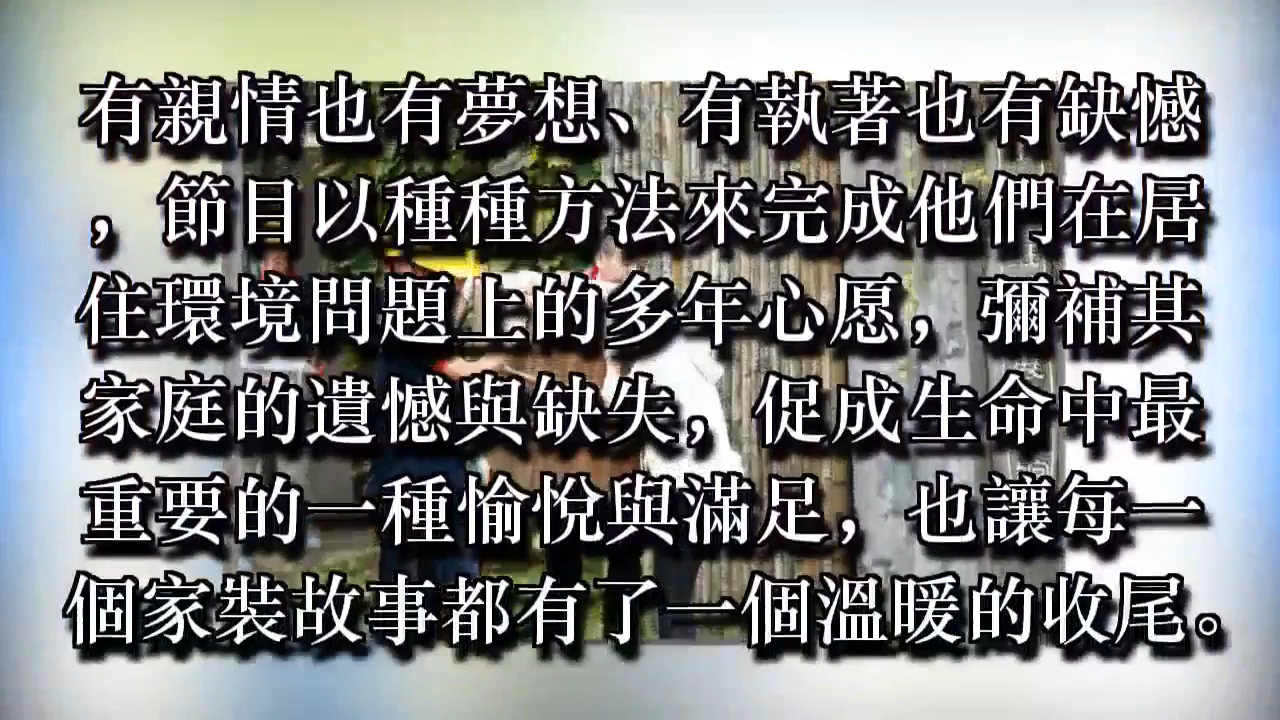 有親情也有夢想、有執著也有缺憾
，節目以種種方法來完成他們在居
住環境問題上的多年心愿，彌補其
家庭的遺憾與缺失，促成生命中最
重要的一種愉悅與滿足，也讓每一
個家裝故事都有了一個溫暖的收尾。